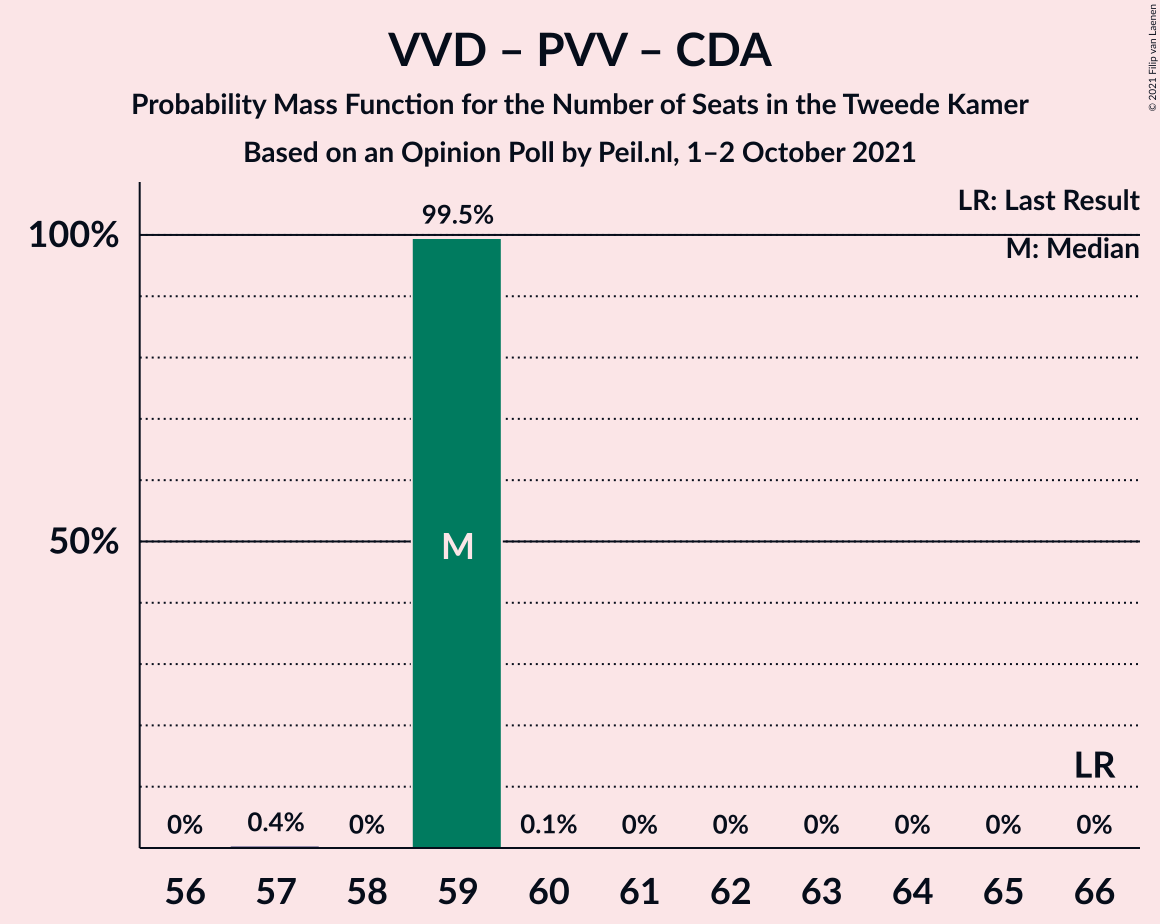 VVD – PVV – CDA
Probability Mass Function for the Number of Seats in the Tweede Kamer
Based on an Opinion Poll by Peil.nl, 1–2 October 2021
© 2021 Filip van Laenen
LR: Last Result
M: Median
99.5%
100%
50%
M
LR
0% 0.4% 0% 0.1% 0% 0% 0% 0% 0% 0%
56 57 58 59 60 61 62 63 64 65 66